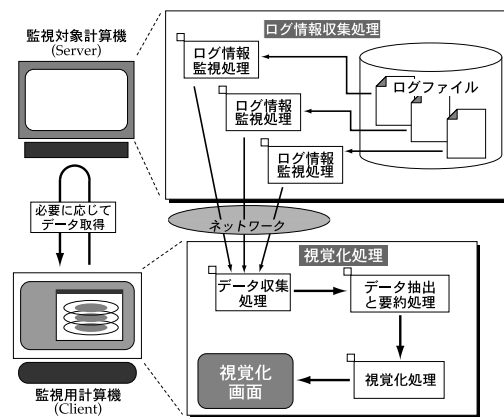 監視対象計算機
(Server)
ログ情報収集処理
ログ情報
監視処理
ログファイル
ログ情報
監視処理
ログ情報
監視処理
必要に応じて
データ取得
ネットワーク
視覚化処理
データ収集
処理
データ抽出
と要約処理
視覚化
画面
視覚化処理
監視用計算機
(Client)